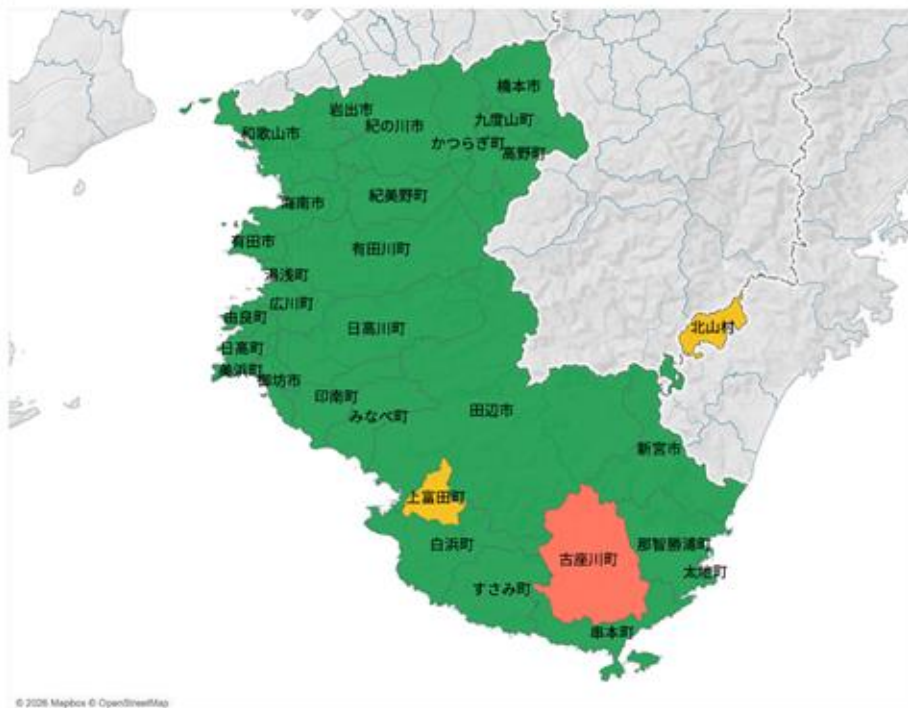 橋本市
岩出市
紀の川市
九度山町
和歌山市
かつらぎ町
高野町
紀美野町
海南市
有田市
有田川町
湯浅町
広川町
由良町
日高川町
北山村
日高町
美浜町
御坊市
印南町
みなべ町
田辺市
新宮市
上富田町
白浜町
那智勝浦町
古座川町
太地町
すさみ町
串本町
© 2026 Mapbox © OpenStreetMap